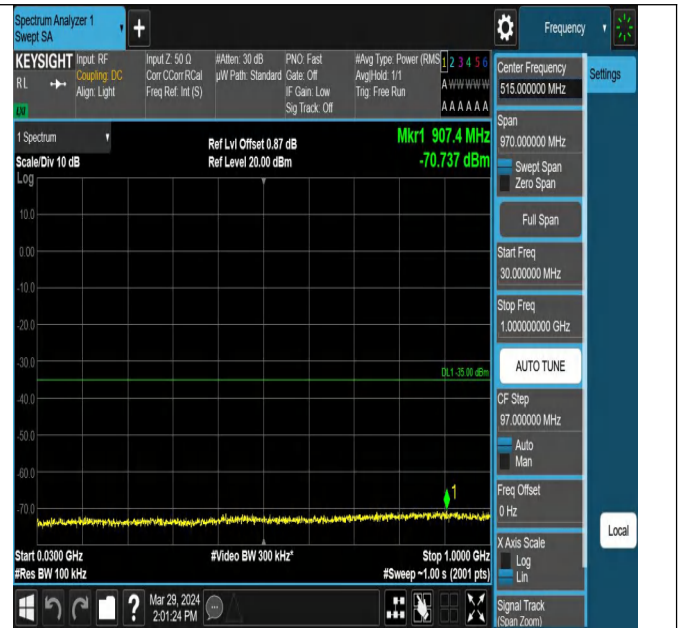 Spectrum Analyzer 1
Swept SA
+
Frequency
KEYSIGHT
RL
LXI
Input: RF
Coupling: DC
Align: Light
Input Z: 50 Ω
Corr CCorr RCal
Freq Ref: Int (S)
#Atten: 30 dB
µW Path: Standard
PNO: Fast
Gate: Off
IF Gain: Low
Sig Track: Off
#Avg Type: Power (RMS
Avg|Hold: 1/1
Trig: Free Run
1 2 3 4 5 6
A W W W W W
A A A A A A
1 Spectrum
Scale/Div 10 dB
Log
Ref Lvl Offset 0.87 dB
Ref Level 20.00 dBm
Mkr1 907.4 MHz
-70.737 dBm
10.0
0.00
-10.0
-20.0
-30.0
DL1 -35.00 dBm
-40.0
-50.0
-60.0
1
-70.0
Start 0.0300 GHz
#Res BW 100 kHz
#Video BW 300 kHz*
Stop 1.0000 GHz
#Sweep ~1.00 s (2001 pts)
Mar 29, 2024
2:01:24 PM
?
Center Frequency
515.000000 MHz
Settings
Span
970.000000 MHz
Swept Span
Zero Span
Full Span
Start Freq
30.000000 MHz
Stop Freq
1.000000000 GHz
AUTO TUNE
CF Step
97.000000 MHz
Auto
Man
Freq Offset
0 Hz
Local
X Axis Scale
Log
Lin
Signal Track
(Span Zoom)